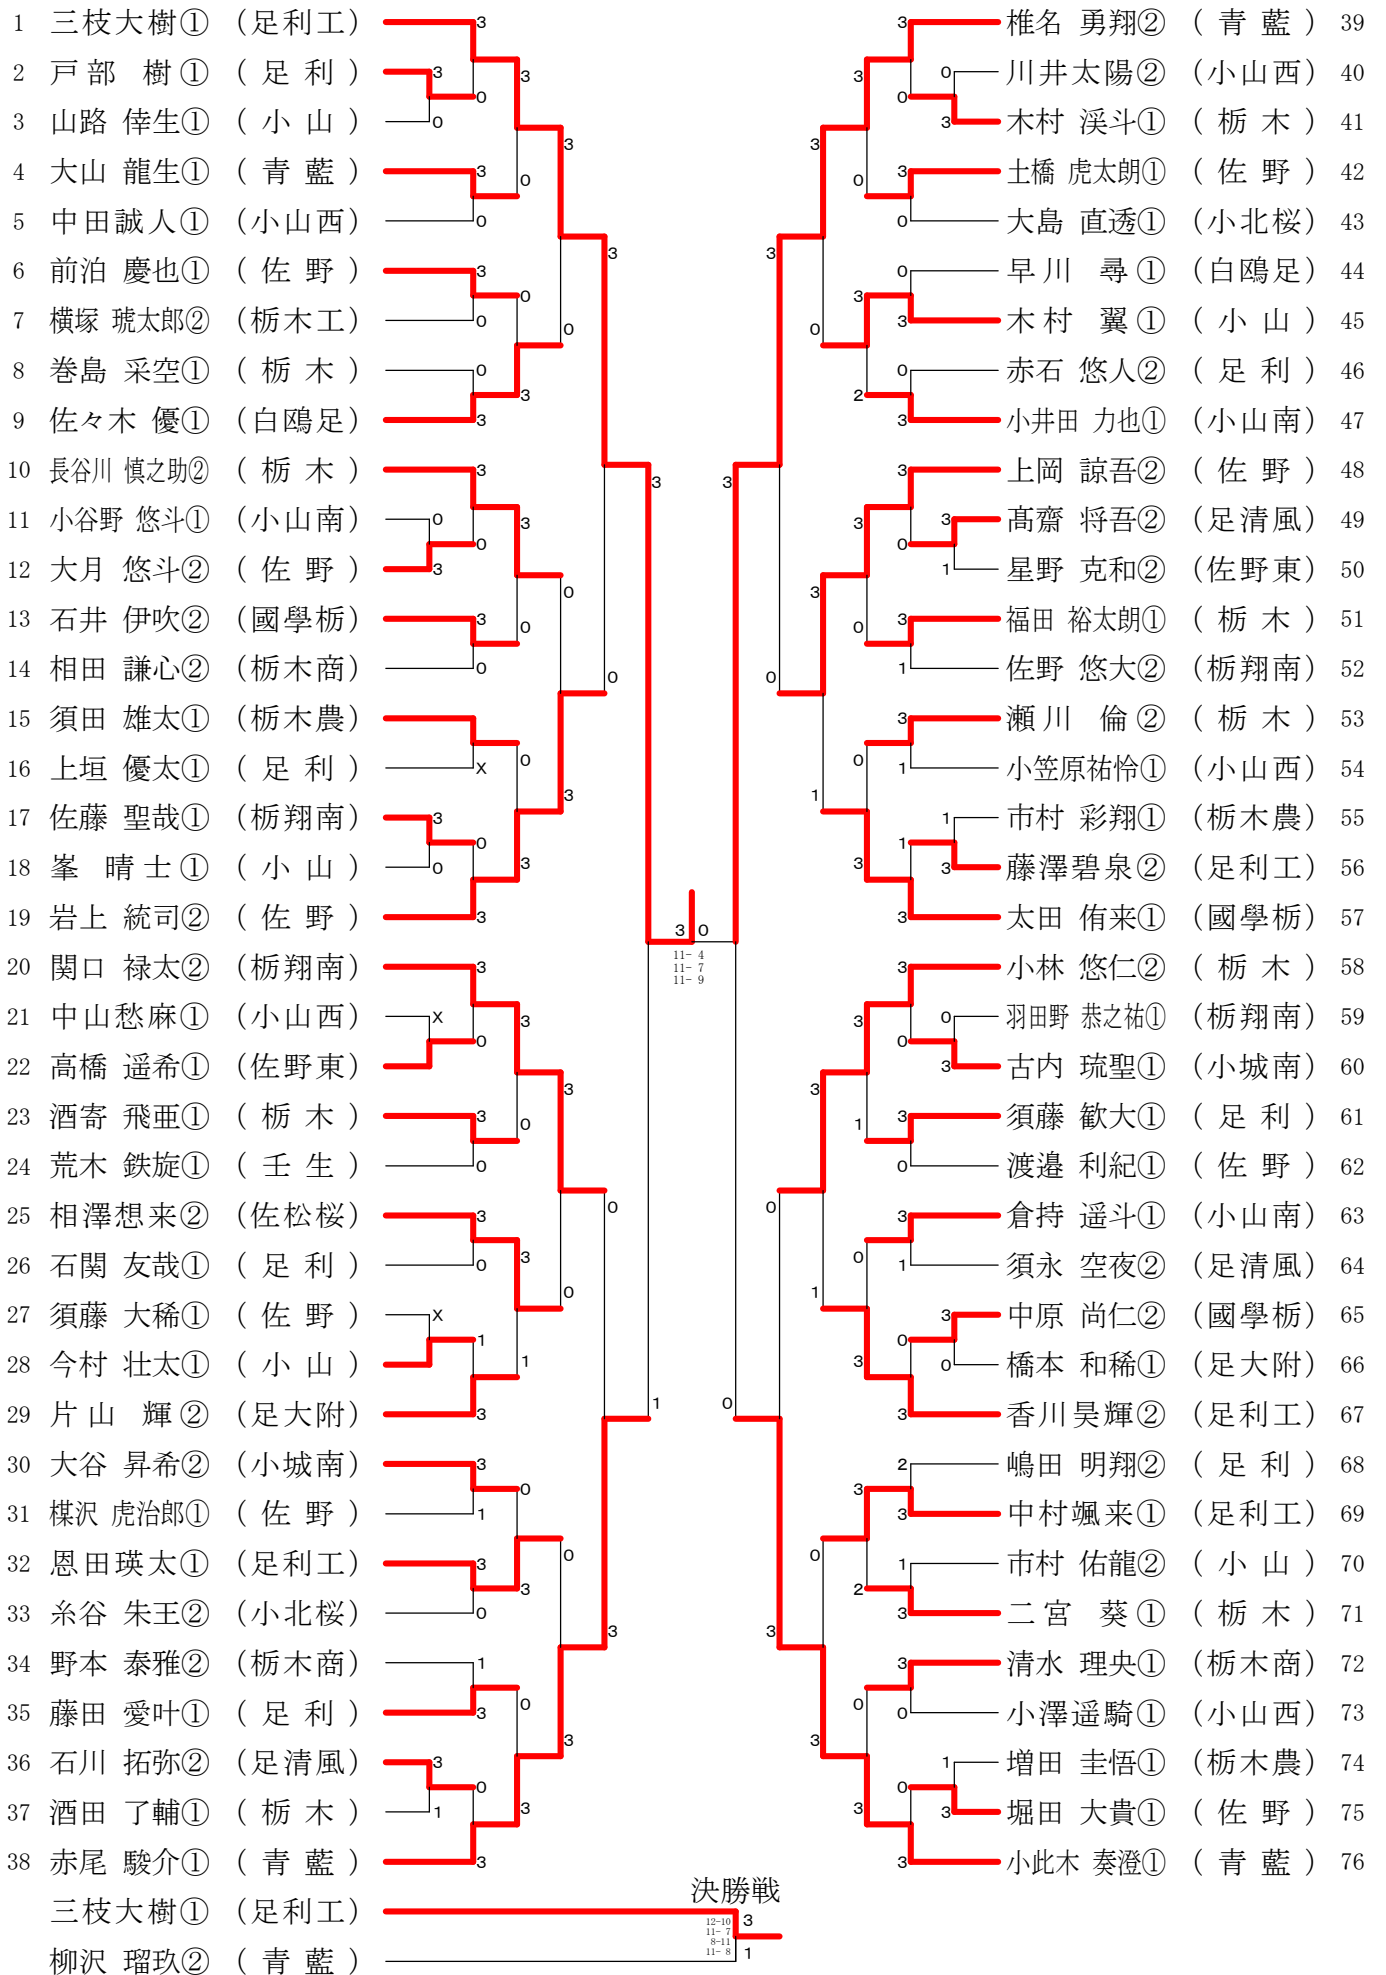 1 三枝大樹① (足利工)
2 戸部 樹① (足利)
3 山路 倖生① (小山)
4 大山 龍生① (青藍)
5 中田誠人① (小山西)
6 前泊 慶也① (佐野)
7 横塚 琥太郎② (栃木工)
8 巻島 采空① (栃木)
9 佐々木 優① (白鴎足)
10 長谷川 慎之助② (栃木)
11 小谷野 悠斗① (小山南)
12 大月 悠斗② (佐野)
13 石井 伊吹② (國學栃)
14 相田 謙心② (栃木商)
15 須田 雄太① (栃木農)
16 上垣 優太① (足利)
17 佐藤 聖哉① (栃翔南)
18 峯 晴士① (小山)
19 岩上 統司② (佐野)
20 関口 禄太② (栃翔南)
21 中山愁麻① (小山西)
22 高橋 遥希① (佐野東)
23 酒寄 飛亜① (栃木)
24 荒木 鉄旋① (壬生)
25 相澤想来② (佐松桜)
26 石関 友哉① (足利)
27 須藤 大稀① (佐野)
28 今村 壮太① (小山)
29 片山 輝② (足大附)
30 大谷 昇希② (小城南)
31 楳沢 虎治郎① (佐野)
32 恩田瑛太① (足利工)
33 糸谷 朱王② (小北桜)
34 野本 泰雅② (栃木商)
35 藤田 愛叶① (足利)
36 石川 拓弥② (足清風)
37 酒田 了輔① (栃木)
38 赤尾 駿介① (青藍)
椎名 勇翔② (青藍) 39
川井太陽② (小山西) 40
木村 渓斗① (栃木) 41
土橋 虎太朗① (佐野) 42
大島 直透① (小北桜) 43
早川 尋① (白鴎足) 44
木村 翼① (小山) 45
赤石 悠人② (足利) 46
小井田 力也① (小山南) 47
上岡 諒吾② (佐野) 48
髙齋 将吾② (足清風) 49
星野 克和② (佐野東) 50
福田 裕太朗① (栃木) 51
佐野 悠大② (栃翔南) 52
瀬川 倫② (栃木) 53
小笠原祐怜① (小山西) 54
市村 彩翔① (栃木農) 55
藤澤碧泉② (足利工) 56
太田 侑来① (國學栃) 57
小林 悠仁② (栃木) 58
羽田野 恭之祐① (栃翔南) 59
古内 琉聖① (小城南) 60
須藤 歓大① (足利) 61
渡邉 利紀① (佐野) 62
倉持 遥斗① (小山南) 63
須永 空夜② (足清風) 64
中原 尚仁② (國學栃) 65
橋本 和稀① (足大附) 66
香川昊輝② (足利工) 67
嶋田 明翔② (足利) 68
中村颯来① (足利工) 69
市村 佑龍② (小山) 70
二宮 葵① (栃木) 71
清水 理央① (栃木商) 72
小澤遥騎① (小山西) 73
増田 圭悟① (栃木農) 74
堀田 大貴① (佐野) 75
小此木 奏澄① (青藍) 76
3 0
11- 4
11- 7
11- 9
決勝戦
三枝大樹① (足利工)
柳沢 瑠玖② (青藍)
12-10
11- 7
8-11
11- 8
3
1